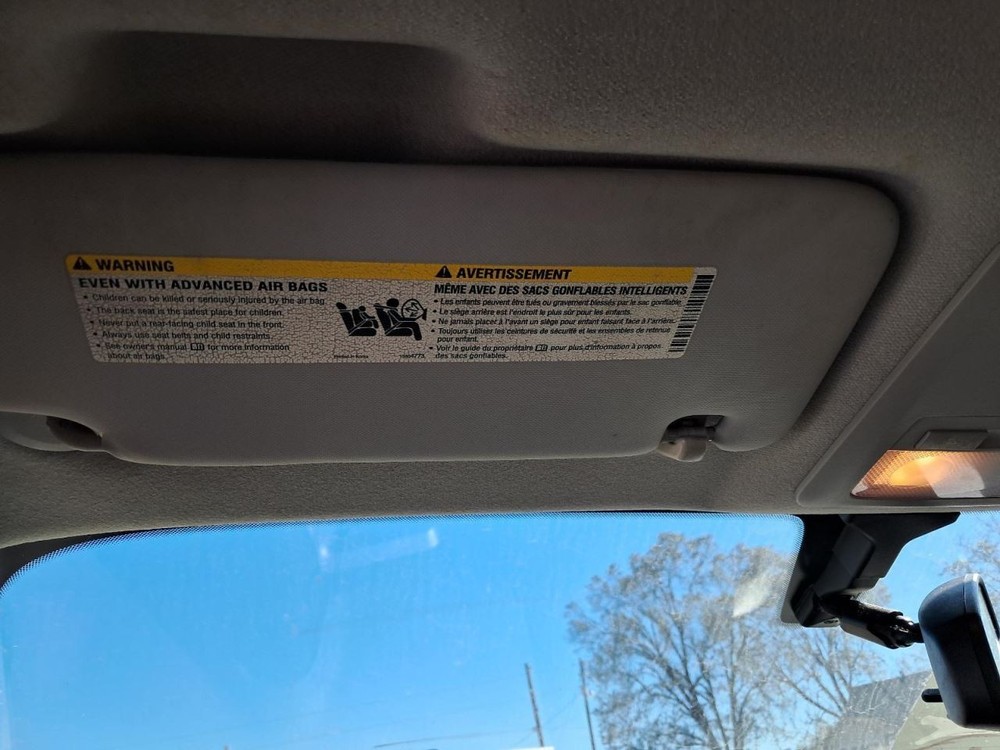 WARNING
EVEN WITH ADVANCED AIR BAGS
• Children can be killed or seriously injured by the air bag.
• The back seat is the safest place for children.
• Never put a rear-facing child seat in the front.
• Always use seat belts and child restraints.
• See owner's manual for more information
about air bags.
AVERTISSEMENT
MÊME AVEC DES SACS GONFLABLES INTELLIGENTS
• Les enfants peuvent être tués ou gravement blessés par le sac gonflable.
• Le siège arrière est l'endroit le plus sûr pour les enfants.
• Ne jamais placer à l'avant un siège pour enfant faisant face à l'arrière.
• Toujours utiliser les ceintures de sécurité et les ensembles de retenue
pour enfant.
• Voir le guide du propriétaire pour plus d'information à propos
des sacs gonflables.